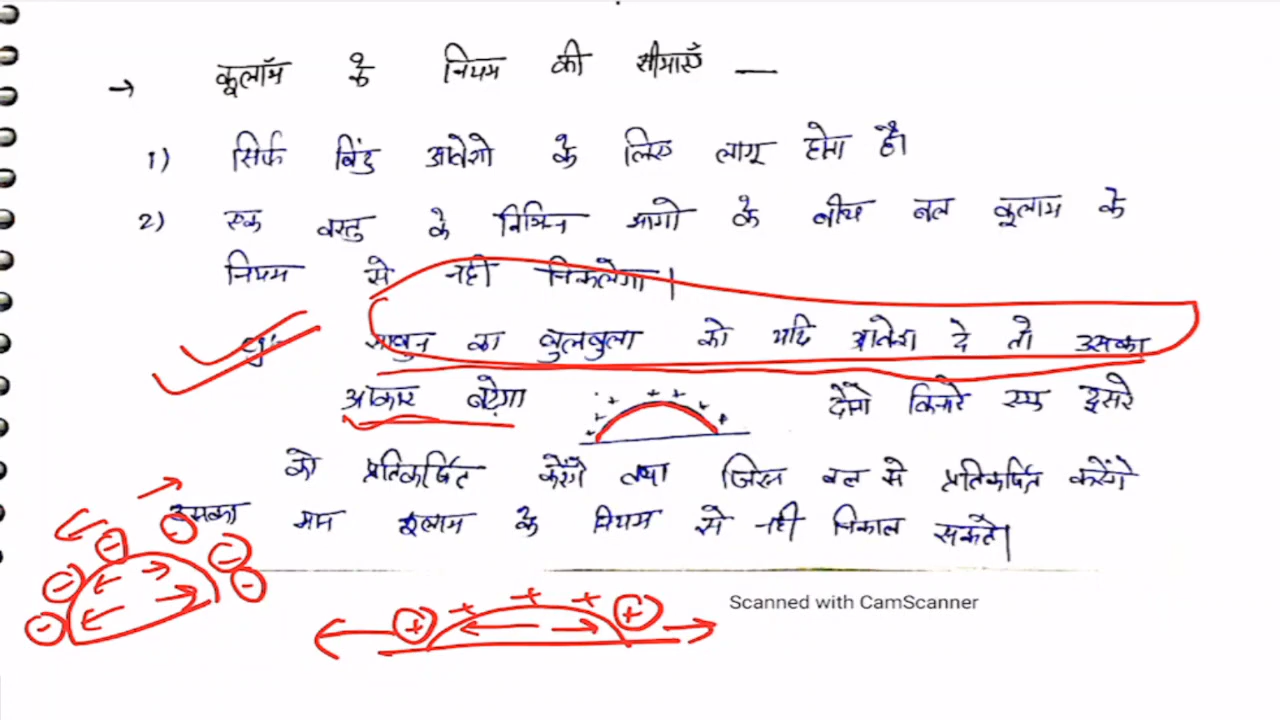 → कूलॉम के नियम की सीमाएँ —
1) सिर्फ बिंदु आवेशो के लिए लागू होता है।
2) एक वस्तु के विभिन्न भागो के बीच बल कूलाम के
नियम से नही निकलेगा।
eg:- साबुन का बुलबुला को यदि आवेश दे तो उसका
आकार बढ़ेगा दोनो किनारे एक दूसरे
को प्रतिकर्षित करेंगे तथा जिस बल से प्रतिकर्षित करेंगे
उसका मान कूलाम के नियम से नही निकाल सकते।
Scanned with CamScanner